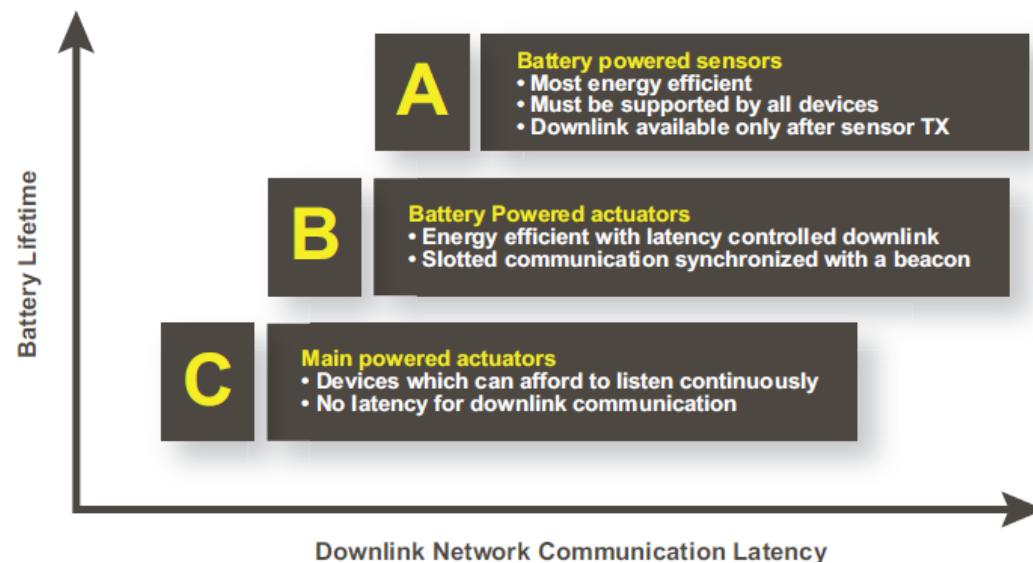 Battery Lifetime
A
Battery powered sensors
• Most energy efficient
• Must be supported by all devices
• Downlink available only after sensor TX
B
Battery Powered actuators
• Energy efficient with latency controlled downlink
• Slotted communication synchronized with a beacon
C
Main powered actuators
• Devices which can afford to listen continuously
• No latency for downlink communication
Downlink Network Communication Latency